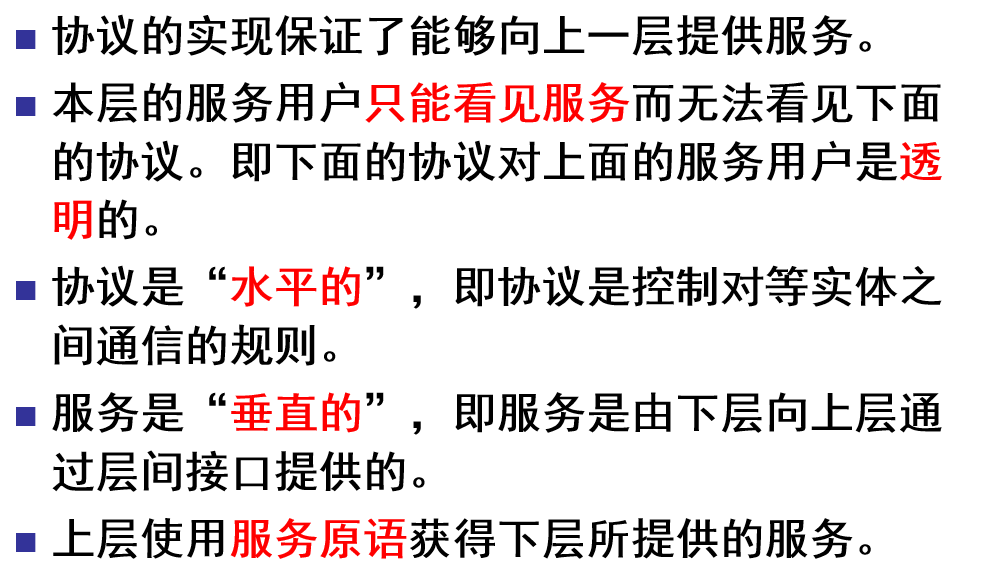 协议的实现保证了能够向上一层提供服务。
本层的服务用户只能看见服务而无法看见下面
的协议。即下面的协议对上面的服务用户是透
明的。
协议是“水平的”，即协议是控制对等实体之
间通信的规则。
服务是“垂直的”，即服务是由下层向上层通
过层间接口提供的。
上层使用服务原语获得下层所提供的服务。